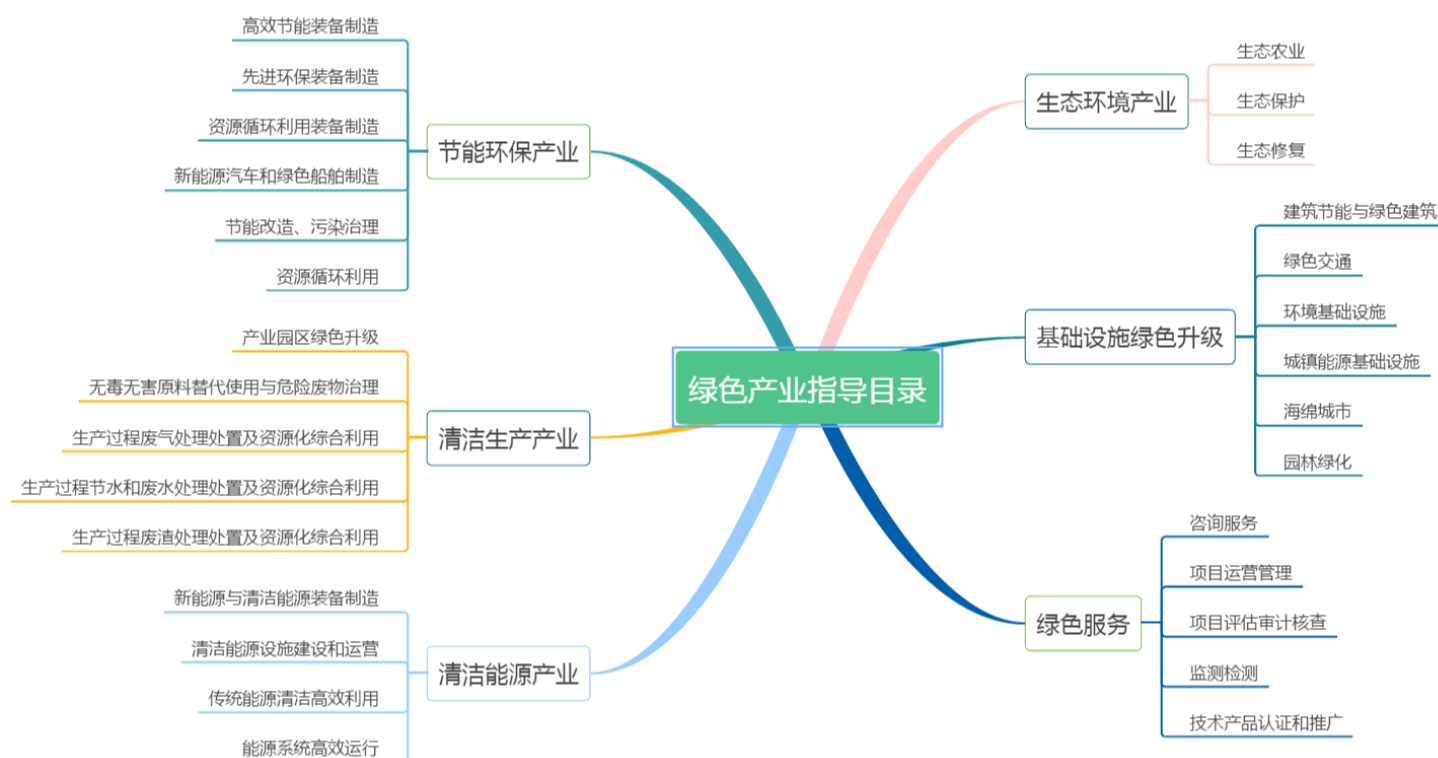 绿色产业指导目录
节能环保产业
高效节能装备制造
先进环保装备制造
资源循环利用装备制造
新能源汽车和绿色船舶制造
节能改造、污染治理
资源循环利用
清洁生产产业
产业园区绿色升级
无毒无害原料替代使用与危险废物治理
生产过程废气处理处置及资源化综合利用
生产过程节水和废水处理处置及资源化综合利用
生产过程废渣处理处置及资源化综合利用
清洁能源产业
新能源与清洁能源装备制造
清洁能源设施建设和运营
传统能源清洁高效利用
能源系统高效运行
生态环境产业
生态农业
生态保护
生态修复
基础设施绿色升级
建筑节能与绿色建筑
绿色交通
环境基础设施
城镇能源基础设施
海绵城市
园林绿化
绿色服务
咨询服务
项目运营管理
项目评估审计核查
监测检测
技术产品认证和推广